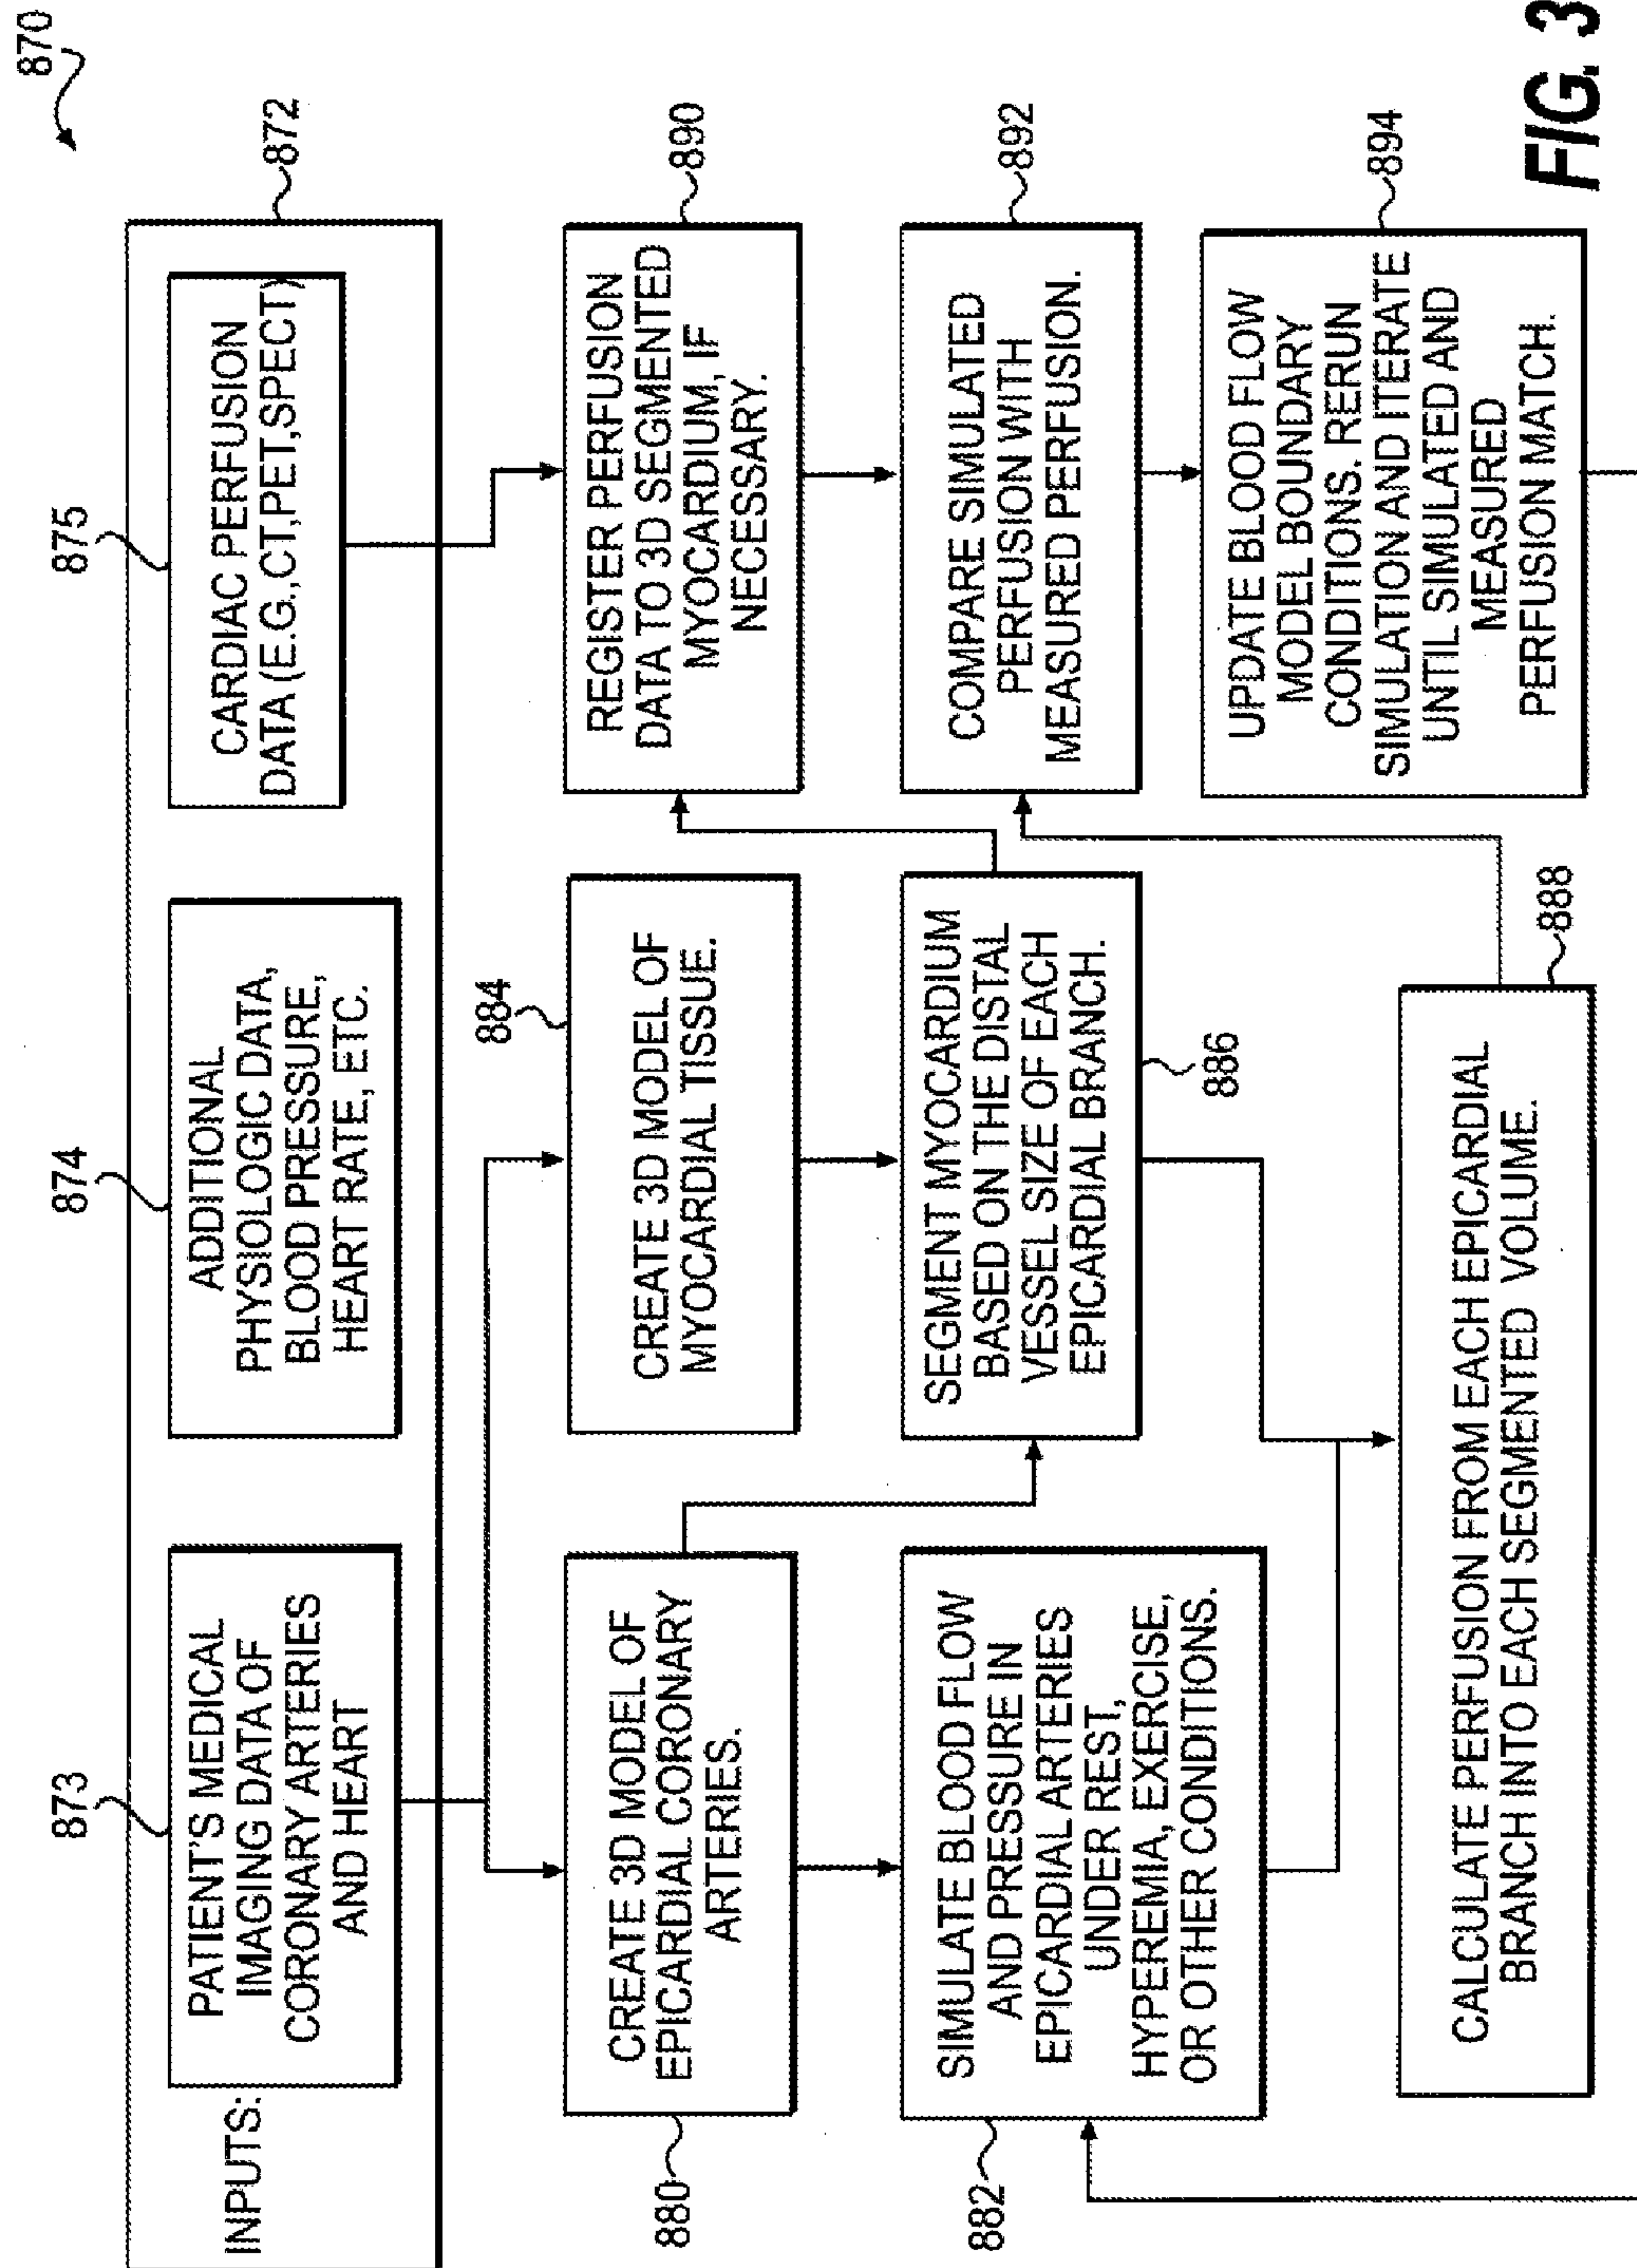 870
872
INPUTS:
873
PATIENT'S MEDICAL
IMAGING DATA OF
CORONARY ARTERIES
AND HEART
874
ADDITIONAL
PHYSIOLOGIC DATA,
BLOOD PRESSURE,
HEART RATE, ETC.
875
CARDIAC PERFUSION
DATA (E.G.,CT,PET,SPECT)
880
CREATE 3D MODEL OF
EPICARDIAL CORONARY
ARTERIES.
884
CREATE 3D MODEL OF
MYOCARDIAL TISSUE.
890
REGISTER PERFUSION
DATA TO 3D SEGMENTED
MYOCARDIUM, IF
NECESSARY.
882
SIMULATE BLOOD FLOW
AND PRESSURE IN
EPICARDIAL ARTERIES
UNDER REST,
HYPEREMIA, EXERCISE,
OR OTHER CONDITIONS.
886
SEGMENT MYOCARDIUM
BASED ON THE DISTAL
VESSEL SIZE OF EACH
EPICARDIAL BRANCH.
892
COMPARE SIMULATED
PERFUSION WITH
MEASURED PERFUSION.
888
CALCULATE PERFUSION FROM EACH EPICARDIAL
BRANCH INTO EACH SEGMENTED VOLUME.
894
UPDATE BLOOD FLOW
MODEL BOUNDARY
CONDITIONS. RERUN
SIMULATION AND ITERATE
UNTIL SIMULATED AND
MEASURED
PERFUSION MATCH.
FIG. 3